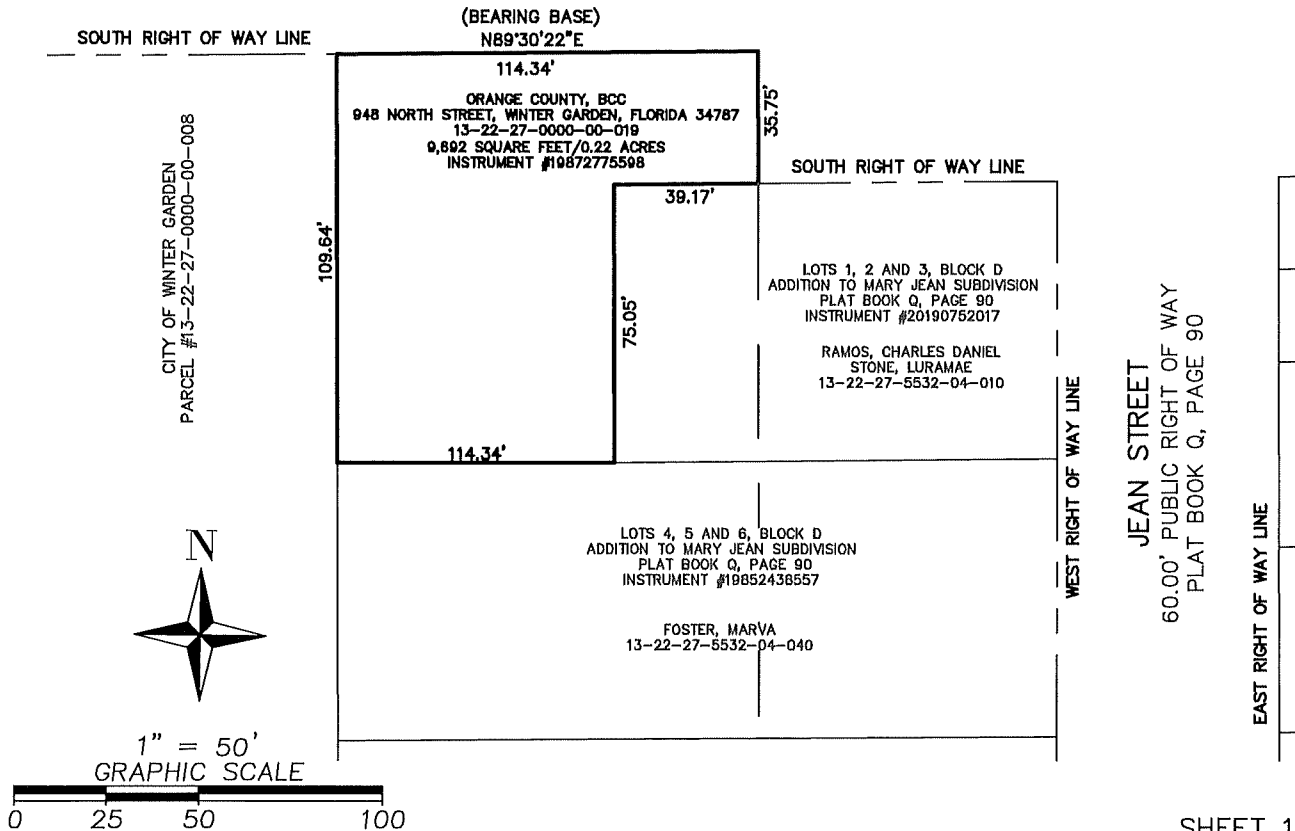 (BEARING BASE)
SOUTH RIGHT OF WAY LINE
N89°30'22"E
114.34'
ORANGE COUNTY, BCC
948 NORTH STREET, WINTER GARDEN, FLORIDA 34787
13-22-27-0000-00-019
9,692 SQUARE FEET/0.22 ACRES
INSTRUMENT #19872775598
35.75'
CITY OF WINTER GARDEN
PARCEL #13-22-27-0000-00-008
SOUTH RIGHT OF WAY LINE
39.17'
109.64'
75.05'
LOTS 1, 2 AND 3, BLOCK D
ADDITION TO MARY JEAN SUBDIVISION
PLAT BOOK Q, PAGE 90
INSTRUMENT #20190752017
RAMOS, CHARLES DANIEL
STONE, LURAMAE
13-22-27-5532-04-010
114.34'
WEST RIGHT OF WAY LINE
JEAN STREET
60.00' PUBLIC RIGHT OF WAY
PLAT BOOK Q, PAGE 90
EAST RIGHT OF WAY LINE
LOTS 4, 5 AND 6, BLOCK D
ADDITION TO MARY JEAN SUBDIVISION
PLAT BOOK Q, PAGE 90
INSTRUMENT #19852438557
FOSTER, MARVA
13-22-27-5532-04-040
N
1" = 50'
GRAPHIC SCALE
0 25 50 100
SHEET 1